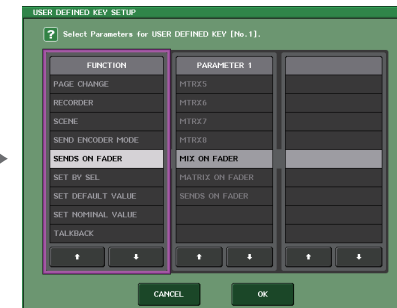 USER DEFINED KEY SETUP
? Select Parameters for USER DEFINED KEY [No.1].
FUNCTION PARAMETER 1
PAGE CHANGE MTRX5
RECORDER MTRX6
SCENE MTRX7
SEND ENCODER MODE MTRX8
SENDS ON FADER MIX ON FADER
SET BY SEL MATRIX ON FADER
SET DEFAULT VALUE SENDS ON FADER
SET NOMINAL VALUE
TALKBACK
CANCEL OK